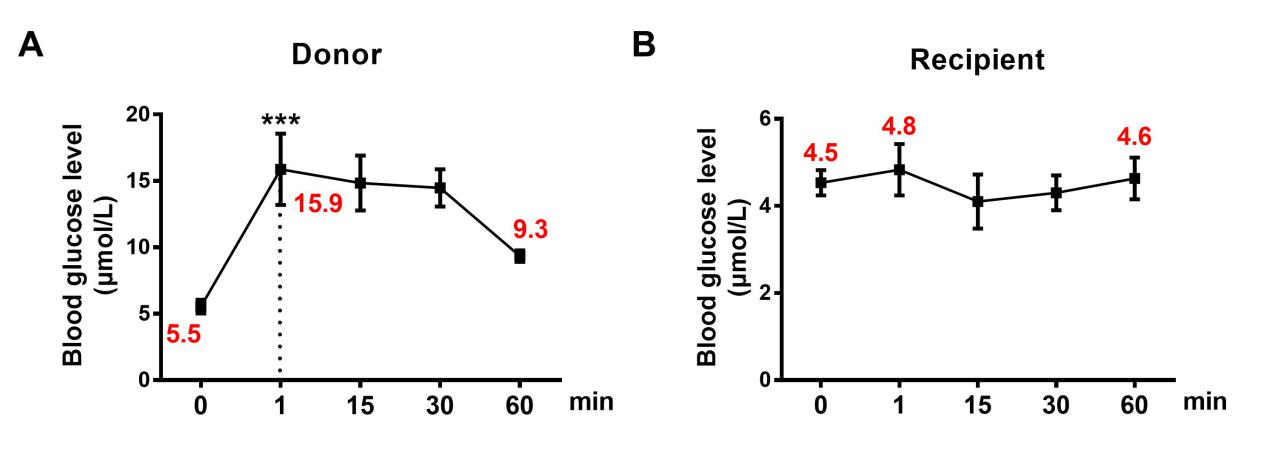 A
Donor
Blood glucose level
(μmol/L)
20
15
10
5
0
***
15.9
9.3
5.5
0 1 15 30 60 min
B
Recipient
Blood glucose level
(μmol/L)
6
4
2
0
4.5
4.8
4.6
0 1 15 30 60 min